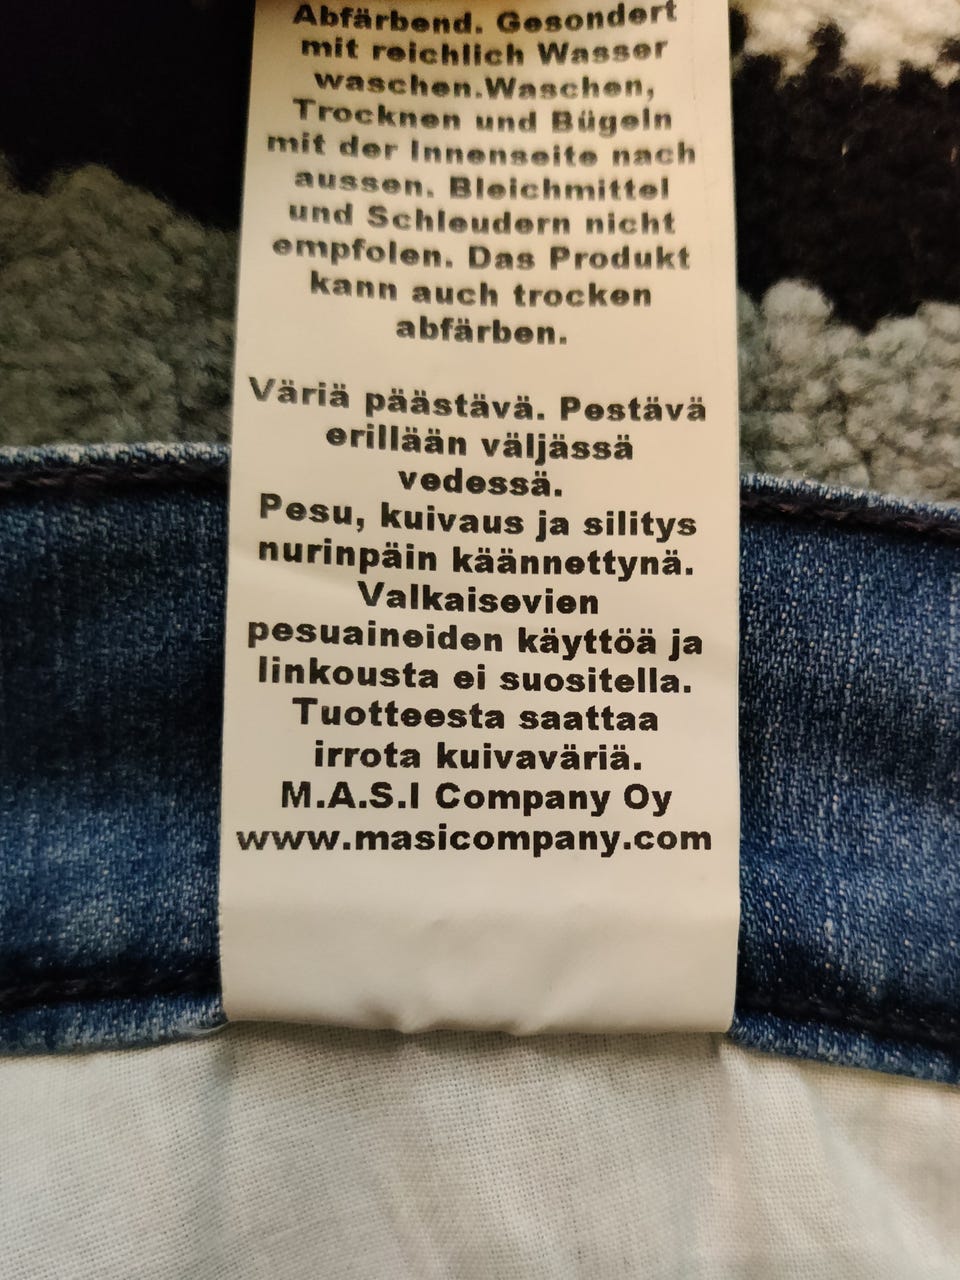 Abfärbend. Gesondert
mit reichlich Wasser
waschen.Waschen,
Trocknen und Bügeln
mit der Innenseite nach
aussen. Bleichmittel
und Schleudern nicht
empfolen. Das Produkt
kann auch trocken
abfärben.
Väriä päästävä. Pestävä
erillään väljässä
vedessä.
Pesu, kuivaus ja silitys
nurinpäin käännettynä.
Valkaisevien
pesuaineiden käyttöä ja
linkousta ei suositella.
Tuotteesta saattaa
irrota kuivaväriä.
M.A.S.I Company Oy
www.masicompany.com